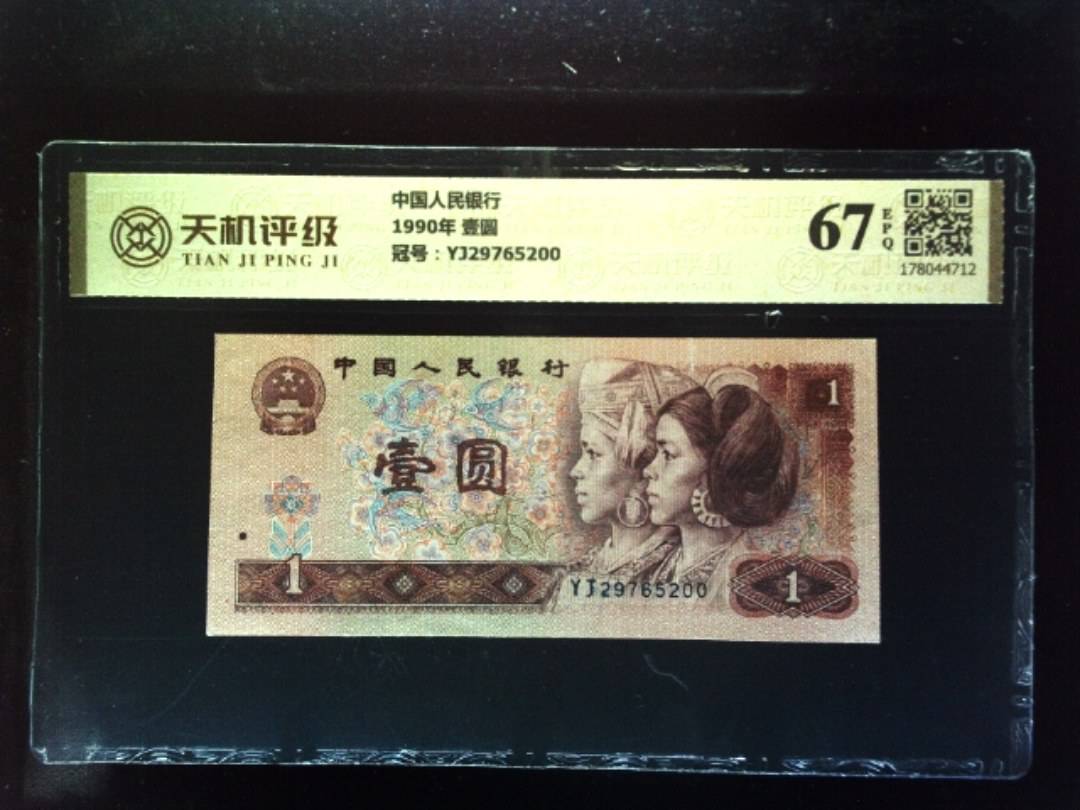 天机评级
TIAN JI PING JI
中国人民银行
1990年 壹圆
冠号：YJ29765200
67 EPQ
178044712
中国人民银行
1
壹圆
1
YJ29765200
1